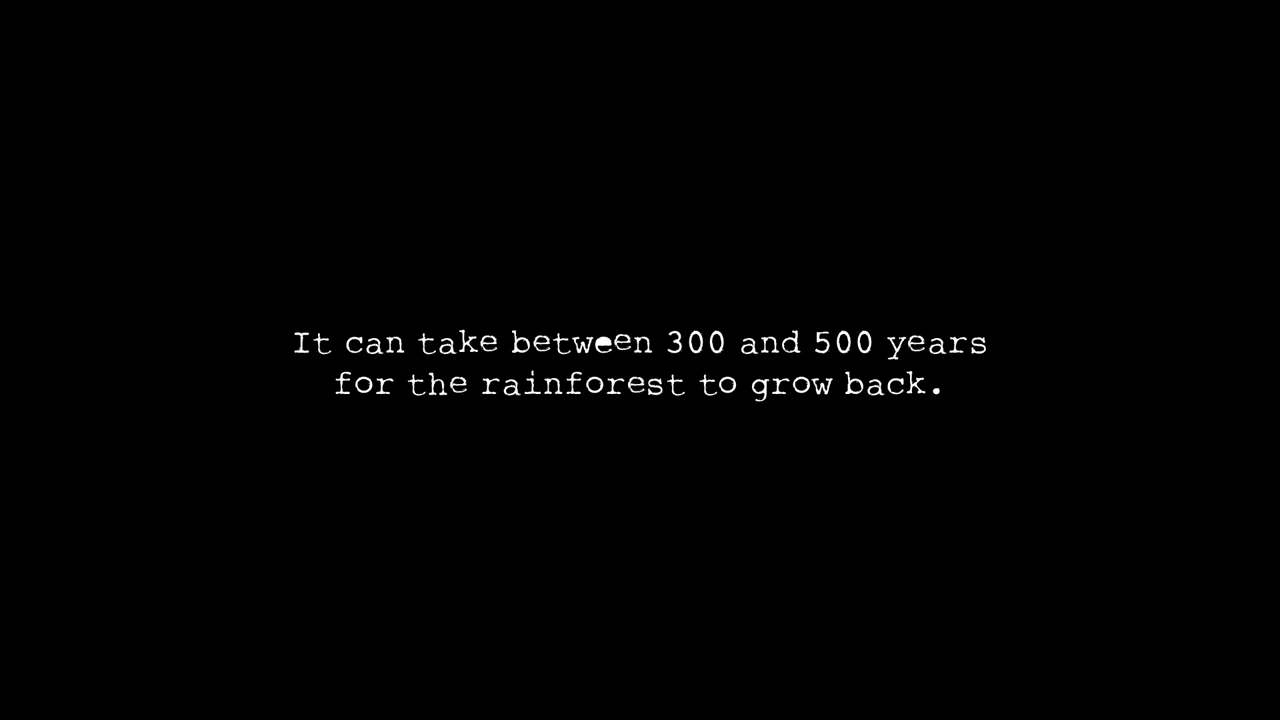 It can take between 300 and 500 years
for the rainforest to grow back.